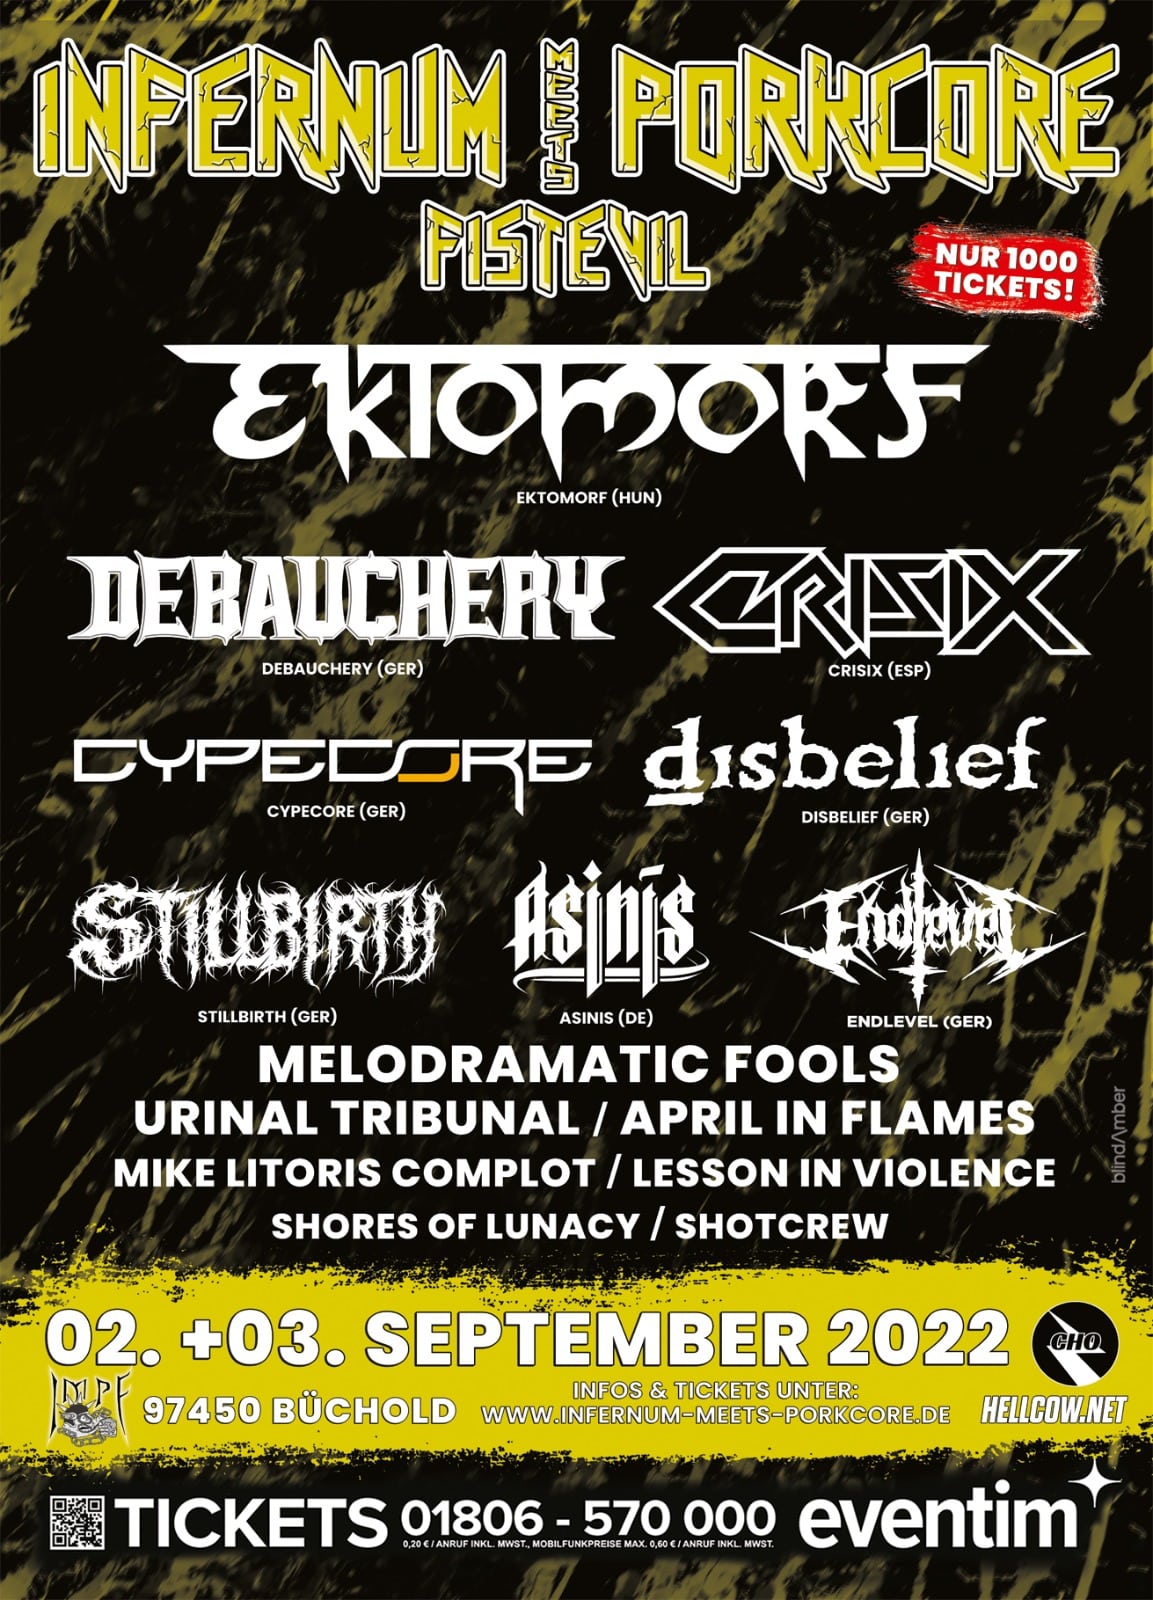 INFERNUM MEETS PORKCORE
FISTEVIL
NUR 1000
TICKETS!
EKTOMORF
EKTOMORF (HUN)
DEBAUCHERY CRISIX
DEBAUCHERY (GER) CRISIX (ESP)
CYPECORE disbelief
CYPECORE (GER) DISBELIEF (GER)
STILLBIRTH Asinis Endlevel
STILLBIRTH (GER) ASINIS (DE) ENDLEVEL (GER)
MELODRAMATIC FOOLS
URINAL TRIBUNAL / APRIL IN FLAMES
MIKE LITORIS COMPLOT / LESSON IN VIOLENCE
SHORES OF LUNACY / SHOTCREW
blindΛmber
02. +03. SEPTEMBER 2022
CHO
IMPF
97450 BÜCHOLD
INFOS & TICKETS UNTER:
WWW.INFERNUM-MEETS-PORKCORE.DE
HELLCOW.NET
TICKETS 01806 - 570 000 eventim
0,20 € / ANRUF INKL. MWST., MOBILFUNKPREISE MAX. 0,60 € / ANRUF INKL. MWST.